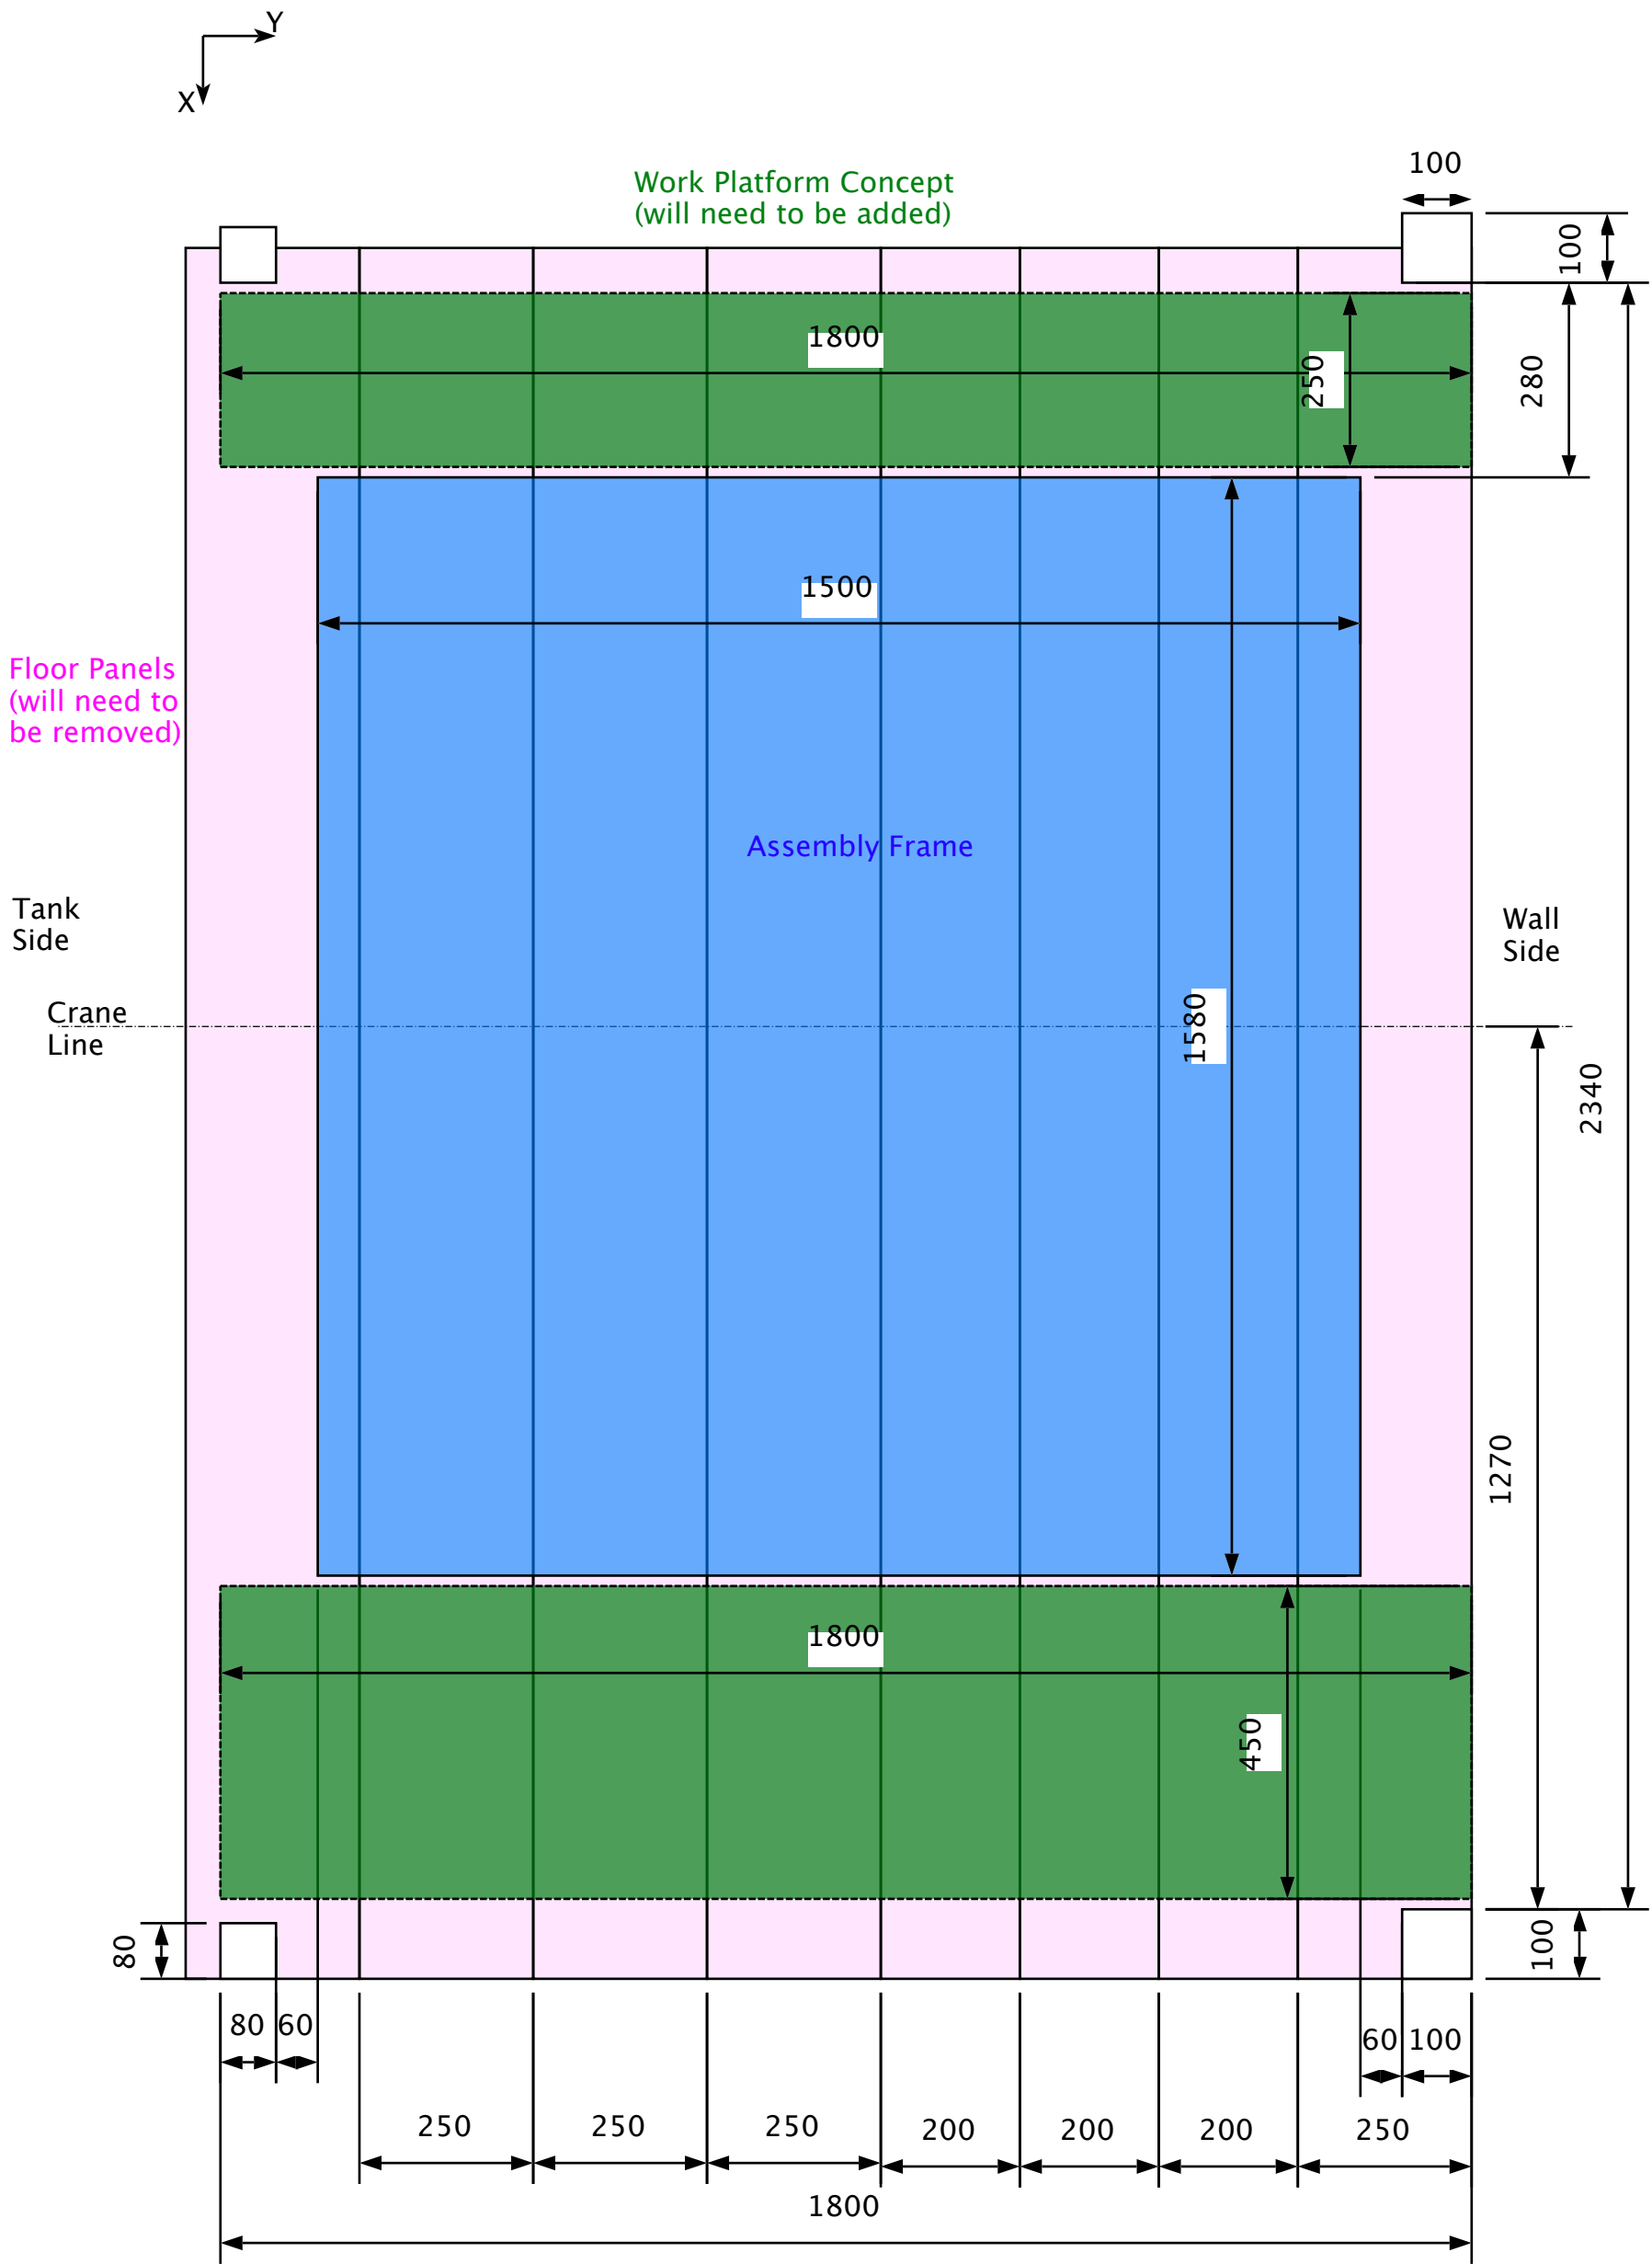 Y
X
Work Platform Concept
(will need to be added)
100
100
1800
250
280
1500
Floor Panels
(will need to
be removed)
Assembly Frame
Tank
Side
Wall
Side
Crane
Line
1580
2340
1270
1800
450
80
100
80
60
60
100
250
250
250
200
200
200
250
1800